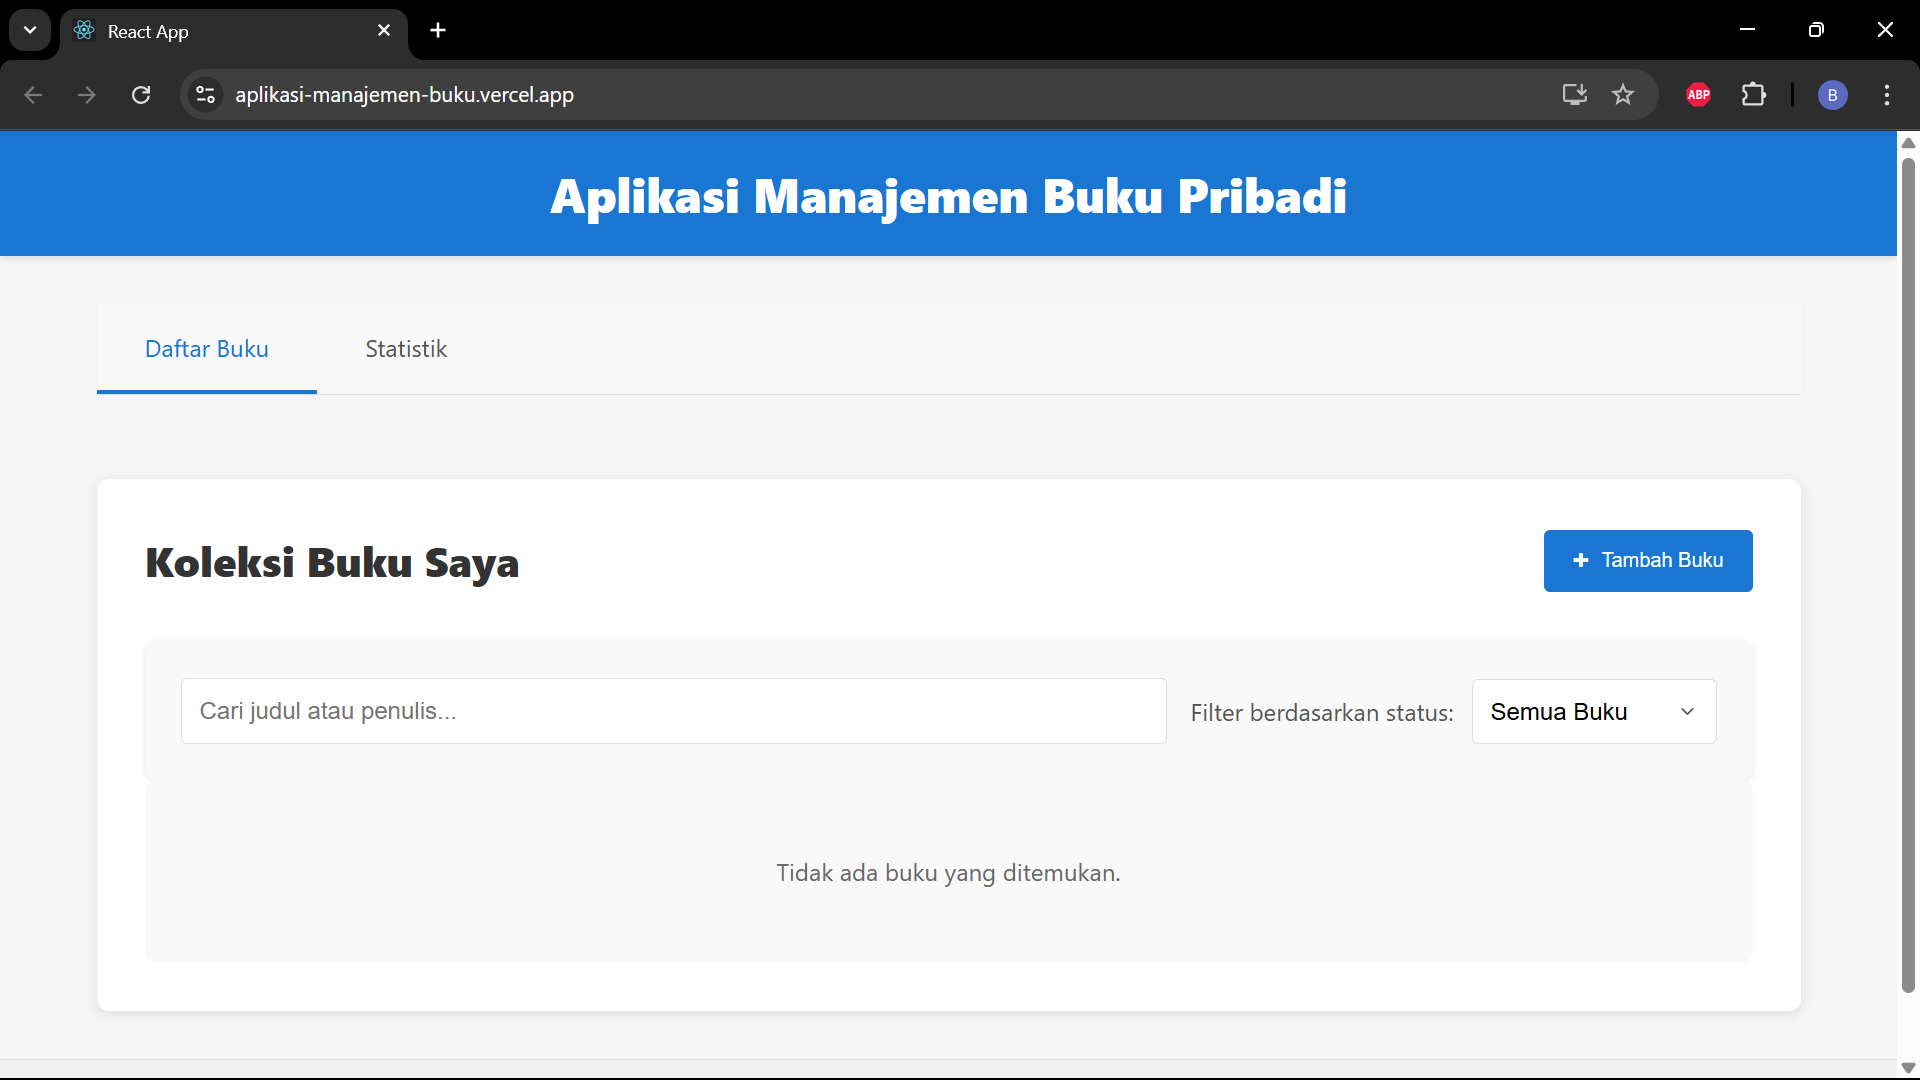 React App
aplikasi-manajemen-buku.vercel.app
ABP
B
Aplikasi Manajemen Buku Pribadi
Daftar Buku
Statistik
Koleksi Buku Saya
+ Tambah Buku
Cari judul atau penulis...
Filter berdasarkan status:
Semua Buku
Tidak ada buku yang ditemukan.